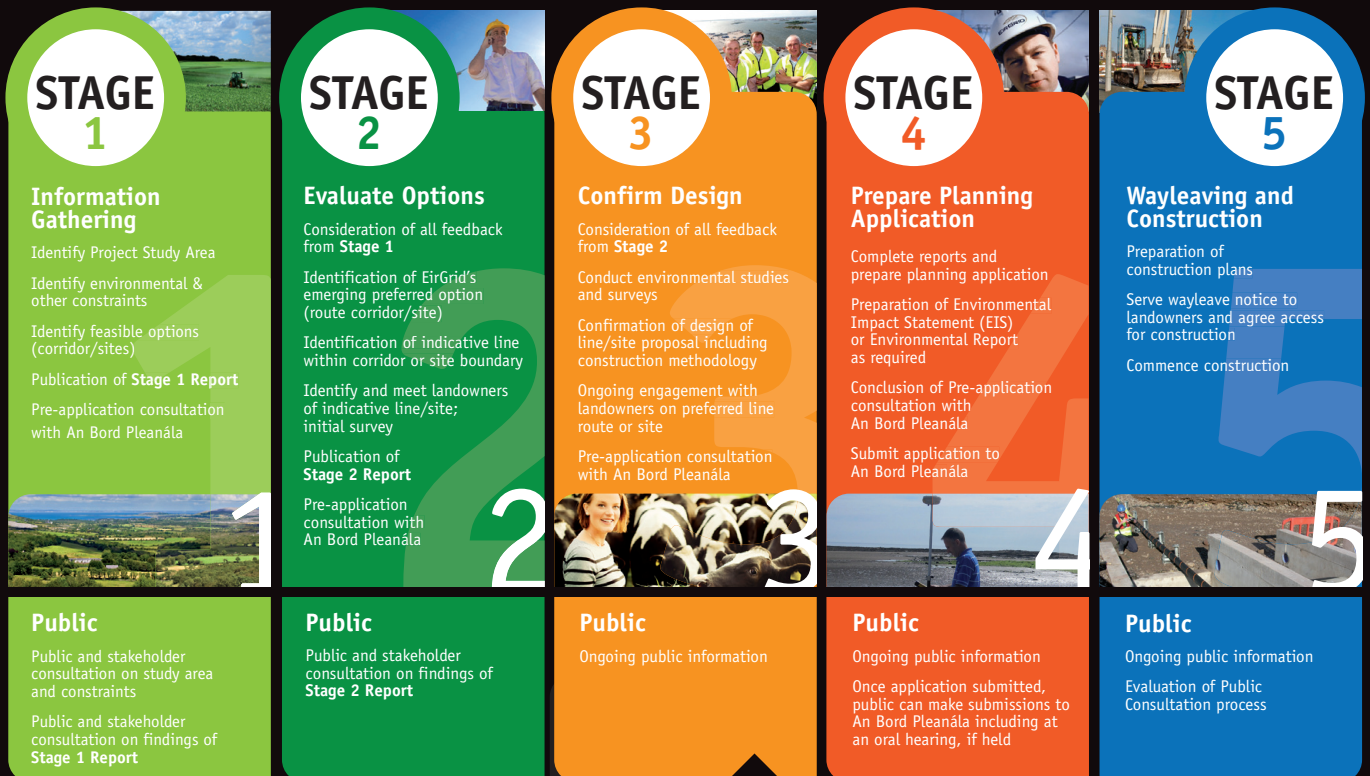 STAGE
1
Information
Gathering
Identify Project Study Area
Identify environmental &
other constraints
Identify feasible options
(corridor/sites)
Publication of Stage 1 Report
Pre-application consultation
with An Bord Pleanála
1
Public
Public and stakeholder
consultation on study area
and constraints
Public and stakeholder
consultation on findings of
Stage 1 Report
STAGE
2
Evaluate Options
Consideration of all feedback
from Stage 1
Identification of EirGrid's
emerging preferred option
(route corridor/site)
Identification of indicative line
within corridor or site boundary
Identify and meet landowners
of indicative line/site;
initial survey
Publication of
Stage 2 Report
Pre-application
consultation with
An Bord Pleanála
2
Public
Public and stakeholder
consultation on findings of
Stage 2 Report
STAGE
3
Confirm Design
Consideration of all feedback
from Stage 2
Conduct environmental studies
and surveys
Confirmation of design of
line/site proposal including
construction methodology
Ongoing engagement with
landowners on preferred line
route or site
Pre-application consultation
with An Bord Pleanála
3
Public
Ongoing public information
STAGE
4
Prepare Planning
Application
Complete reports and
prepare planning application
Preparation of Environmental
Impact Statement (EIS)
or Environmental Report
as required
Conclusion of Pre-application
consultation with
An Bord Pleanála
Submit application to
An Bord Pleanála
4
Public
Ongoing public information
Once application submitted,
public can make submissions to
An Bord Pleanála including at
an oral hearing, if held
STAGE
5
Wayleaving and
Construction
Preparation of
construction plans
Serve wayleave notice to
landowners and agree access
for construction
Commence construction
5
Public
Ongoing public information
Evaluation of Public
Consultation process